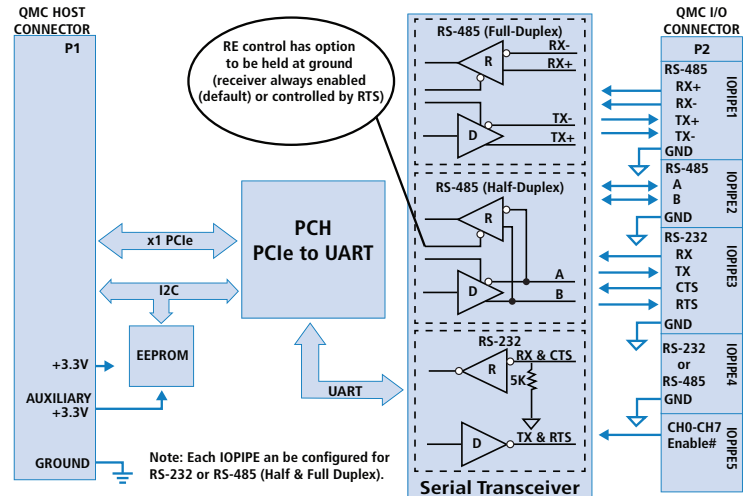 QMC HOST
CONNECTOR
P1
+3.3V
AUXILIARY
+3.3V
GROUND
RE control has option
to be held at ground
(receiver always enabled
(default) or controlled by RTS)
x1 PCIe
I2C
EEPROM
PCH
PCIe to UART
UART
Note: Each IOPIPE an be configured for
RS-232 or RS-485 (Half & Full Duplex).
RS-485 (Full-Duplex)
RX-
R
RX+
TX-
D
TX+
RS-485 (Half-Duplex)
R
A
D
B
RS-232
RX & CTS
R
5K
TX & RTS
D
Serial Transceiver
QMC I/O
CONNECTOR
P2
RS-485
RX+
RX-
TX+
TX-
GND
IOPIPE1
RS-485
A
B
GND
IOPIPE2
RS-232
RX
TX
CTS
RTS
GND
IOPIPE3
RS-232
or
RS-485
GND
IOPIPE4
CH0-CH7
Enable#
IOPIPE5